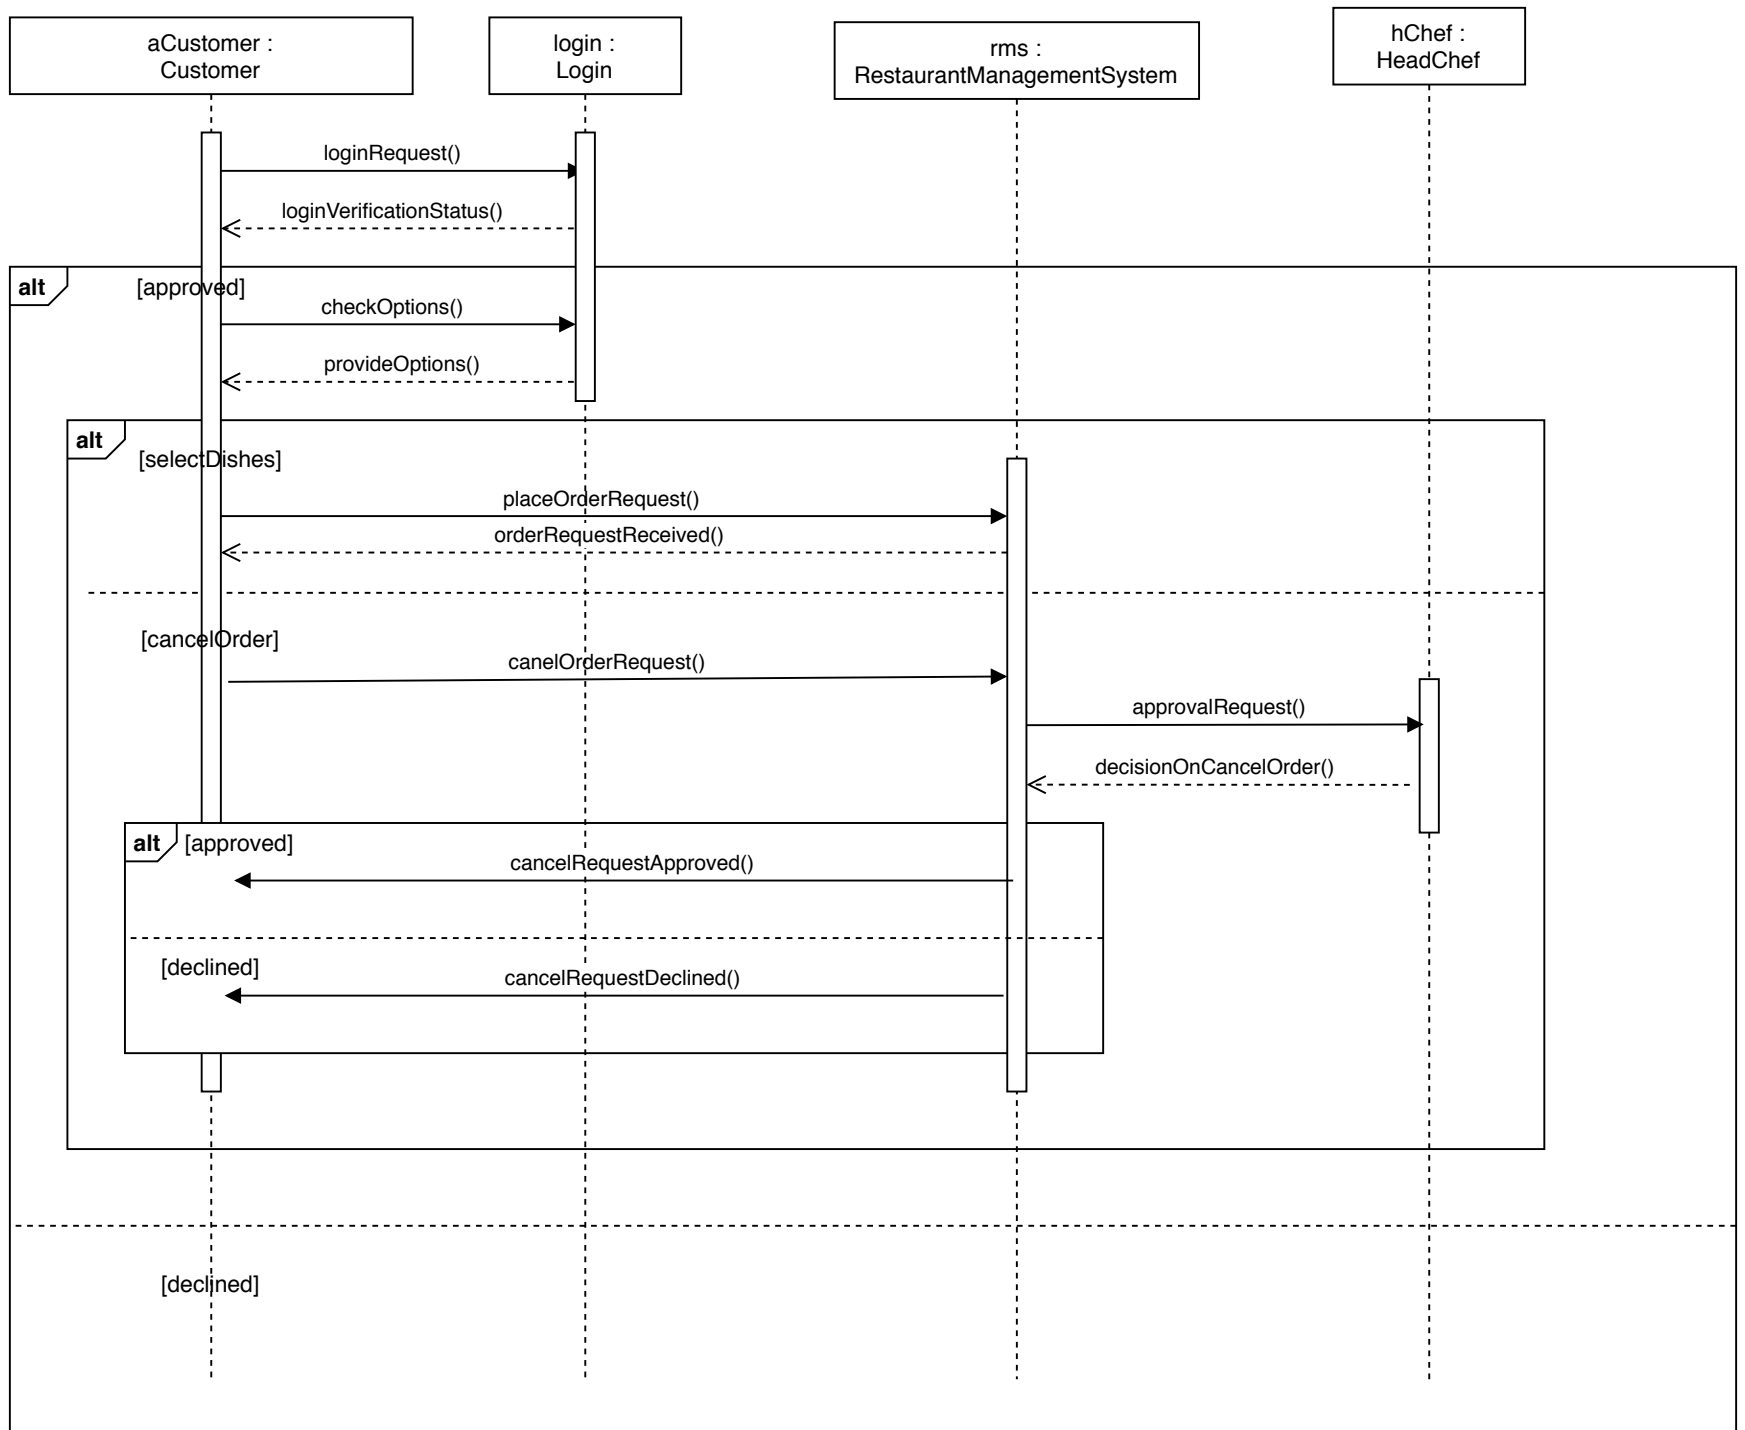 aCustomer :
Customer
login :
Login
rms :
RestaurantManagementSystem
hChef :
HeadChef
loginRequest()
loginVerificationStatus()
alt
[approved]
checkOptions()
provideOptions()
alt
[selectDishes]
placeOrderRequest()
orderRequestReceived()
[cancelOrder]
canelOrderRequest()
approvalRequest()
decisionOnCancelOrder()
alt
[approved]
cancelRequestApproved()
[declined]
cancelRequestDeclined()
[declined]